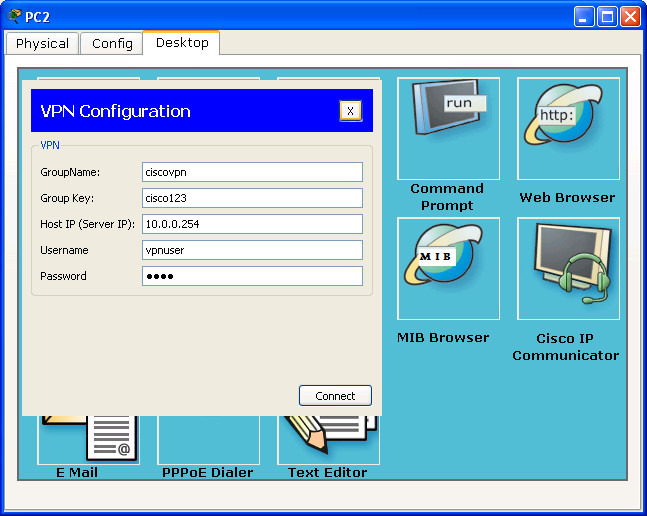 PC2
Physical
Config
Desktop
VPN Configuration
X
VPN
GroupName:
ciscovpn
Group Key:
cisco123
Host IP (Server IP):
10.0.0.254
Username
vpnuser
Password
●●●●
Connect
run
Command
Prompt
http:
Web Browser
MIB
MIB Browser
Cisco IP
Communicator
@
E Mail
PPPoE Dialer
Text Editor